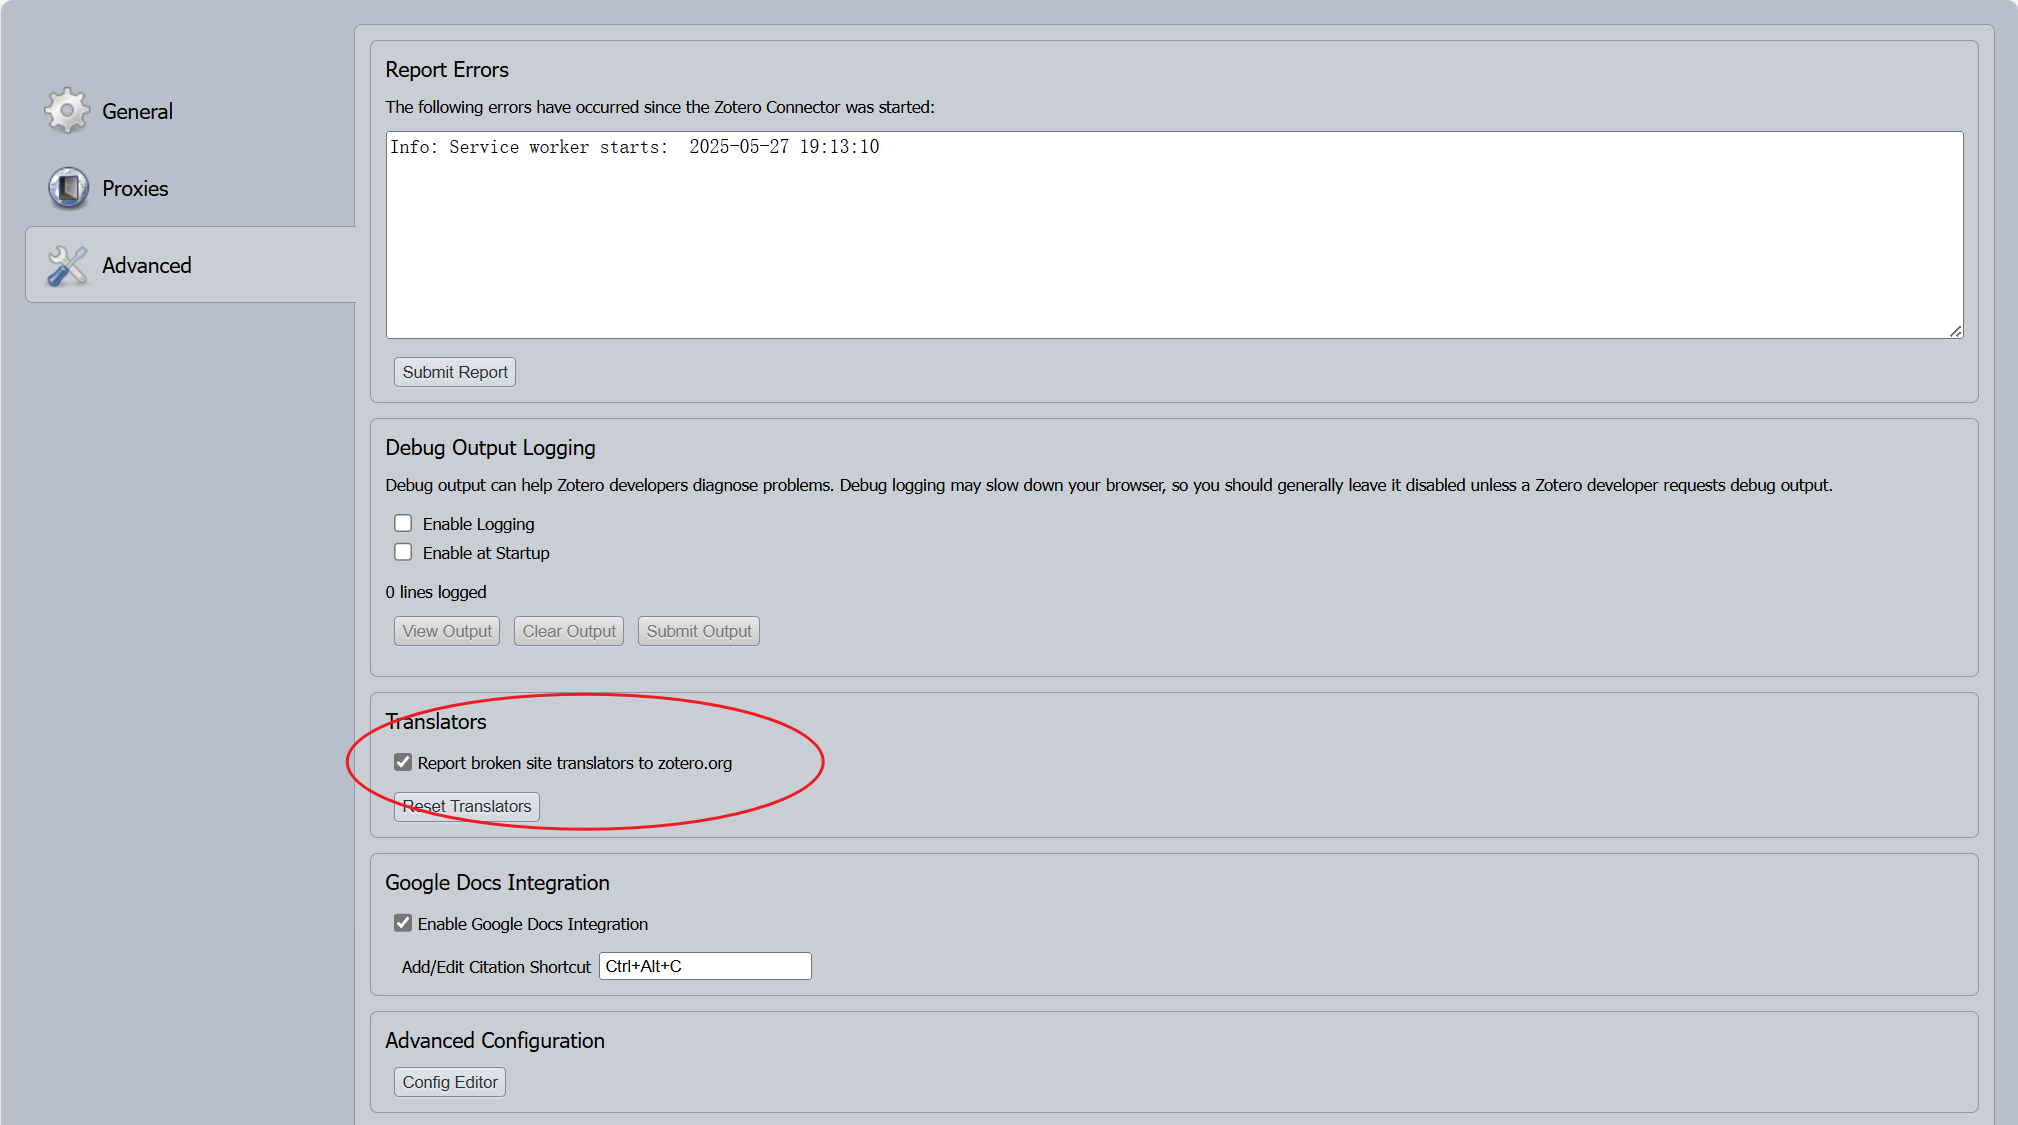 General
Proxies
Advanced
Report Errors
The following errors have occurred since the Zotero Connector was started:
Info: Service worker starts:  2025-05-27 19:13:10
Submit Report
Debug Output Logging
Debug output can help Zotero developers diagnose problems. Debug logging may slow down your browser, so you should generally leave it disabled unless a Zotero developer requests debug output.
Enable Logging
Enable at Startup
0 lines logged
View Output Clear Output Submit Output
Translators
Report broken site translators to zotero.org
Reset Translators
Google Docs Integration
Enable Google Docs Integration
Add/Edit Citation Shortcut Ctrl+Alt+C
Advanced Configuration
Config Editor